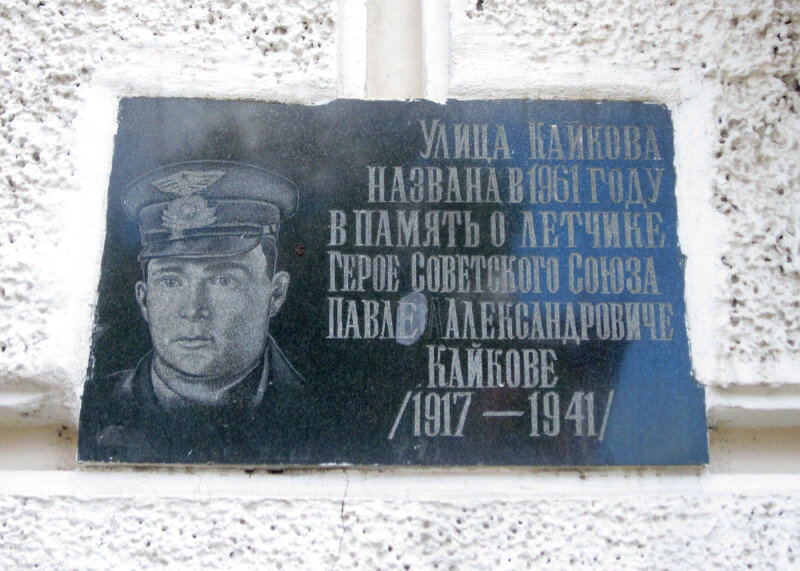 Улица Кайкова
названа в 1961 году
в память о летчике
Герое Советского Союза
Павле Александровиче
Кайкове
/1917 — 1941/